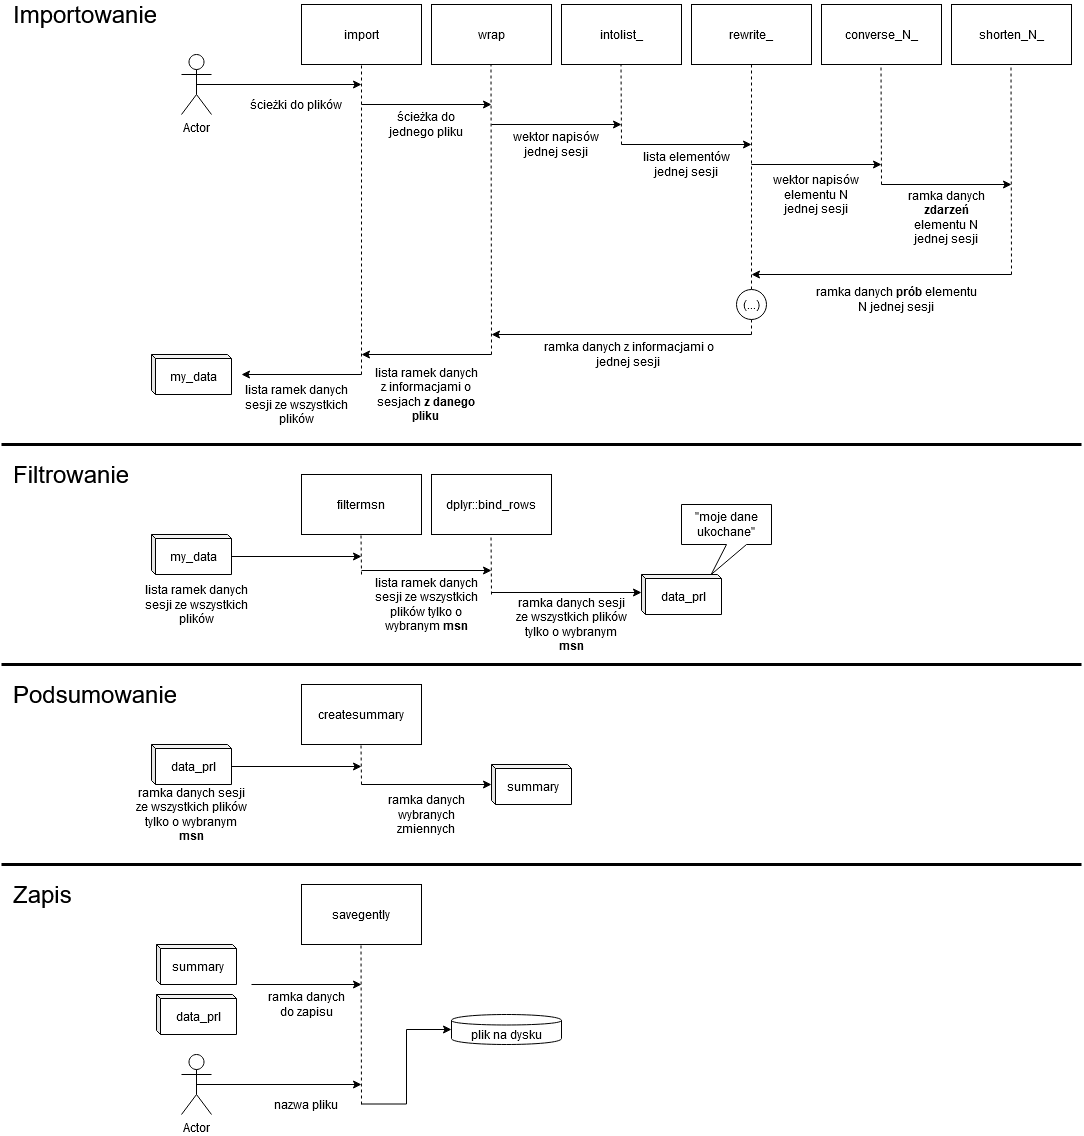 Importowanie
import
wrap
intolist_
rewrite_
converse_N_
shorten_N_
Actor
ścieżki do plików
ścieżka do
jednego pliku
wektor napisów
jednej sesji
lista elementów
jednej sesji
wektor napisów
elementu N
jednej sesji
ramka danych
zdarzeń
elementu N
jednej sesji
ramka danych prób elementu
N jednej sesji
(...)
ramka danych z informacjami o
jednej sesji
lista ramek danych
z informacjami o
sesjach z danego
pliku
lista ramek danych
sesji ze wszystkich
plików
my_data
Filtrowanie
filtermsn
dplyr::bind_rows
my_data
lista ramek danych
sesji ze wszystkich
plików
lista ramek danych
sesji ze wszystkich
plików tylko o
wybranym msn
ramka danych sesji
ze wszystkich plików
tylko o wybranym
msn
"moje dane
ukochane"
data_prl
Podsumowanie
createsummary
data_prl
ramka danych sesji
ze wszystkich plików
tylko o wybranym
msn
ramka danych
wybranych
zmiennych
summary
Zapis
savegently
summary
data_prl
ramka danych
do zapisu
plik na dysku
Actor
nazwa pliku